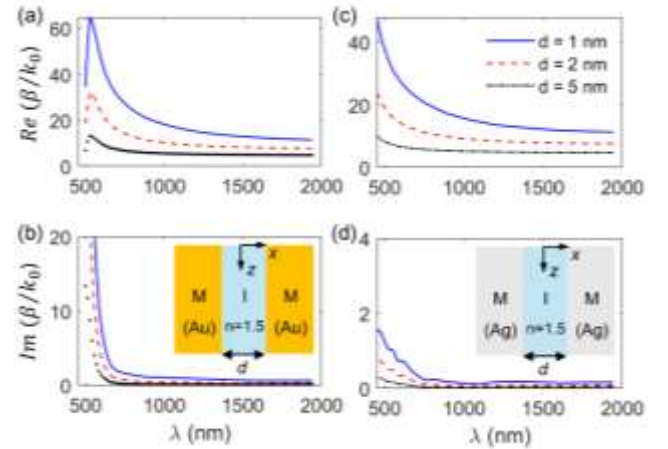 (a)
Re (β/k₀)
60
40
20
0
500 1000 1500 2000
(c)
40
20
0
d = 1 nm
d = 2 nm
d = 5 nm
500 1000 1500 2000
(b)
Im (β/k₀)
20
10
0
x
z
M I M
(Au) n=1.5 (Au)
d
500 1000 1500 2000
λ (nm)
(d)
4
2
0
x
z
M I M
(Ag) n=1.5 (Ag)
d
500 1000 1500 2000
λ (nm)